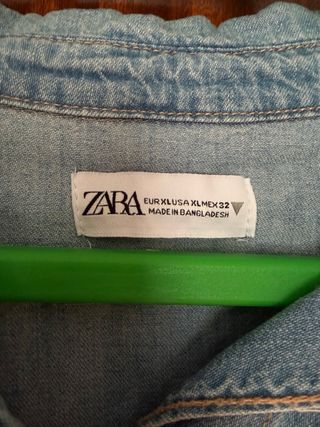 ZARA
EUR XL USA XL MEX 32
MADE IN BANGLADESH